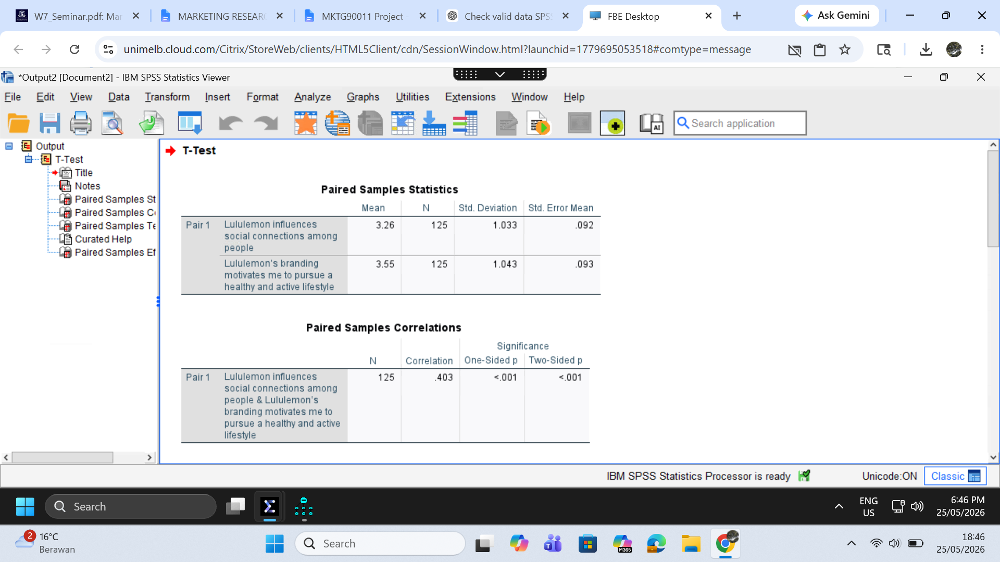 W7_Seminar.pdf: Mar
MARKETING RESEARC
MKTG90011 Project -
Check valid data SPSS
FBE Desktop
Ask Gemini
unimelb.cloud.com/Citrix/StoreWeb/clients/HTML5Client/cdn/SessionWindow.html?launchid=1779695053518#comtype=message
*Output2 [Document2] - IBM SPSS Statistics Viewer
File Edit View Data Transform Insert Format Analyze Graphs Utilities Extensions Window Help
AI
Search application
Output
T-Test
Title
Notes
Paired Samples St
Paired Samples C
Paired Samples Te
Curated Help
Paired Samples Ef
T-Test
Paired Samples Statistics
Mean N Std. Deviation Std. Error Mean
Pair 1 Lululemon influences 3.26 125 1.033 .092
social connections among
people
Lululemon's branding 3.55 125 1.043 .093
motivates me to pursue a
healthy and active lifestyle
Paired Samples Correlations
Significance
N Correlation One-Sided p Two-Sided p
Pair 1 Lululemon influences 125 .403 <.001 <.001
social connections among
people & Lululemon's
branding motivates me to
pursue a healthy and active
lifestyle
IBM SPSS Statistics Processor is ready
Unicode:ON
Classic
Search
ENG
US
6:46 PM
25/05/2026
2
16°C
Berawan
Search
M365
18:46
25/05/2026